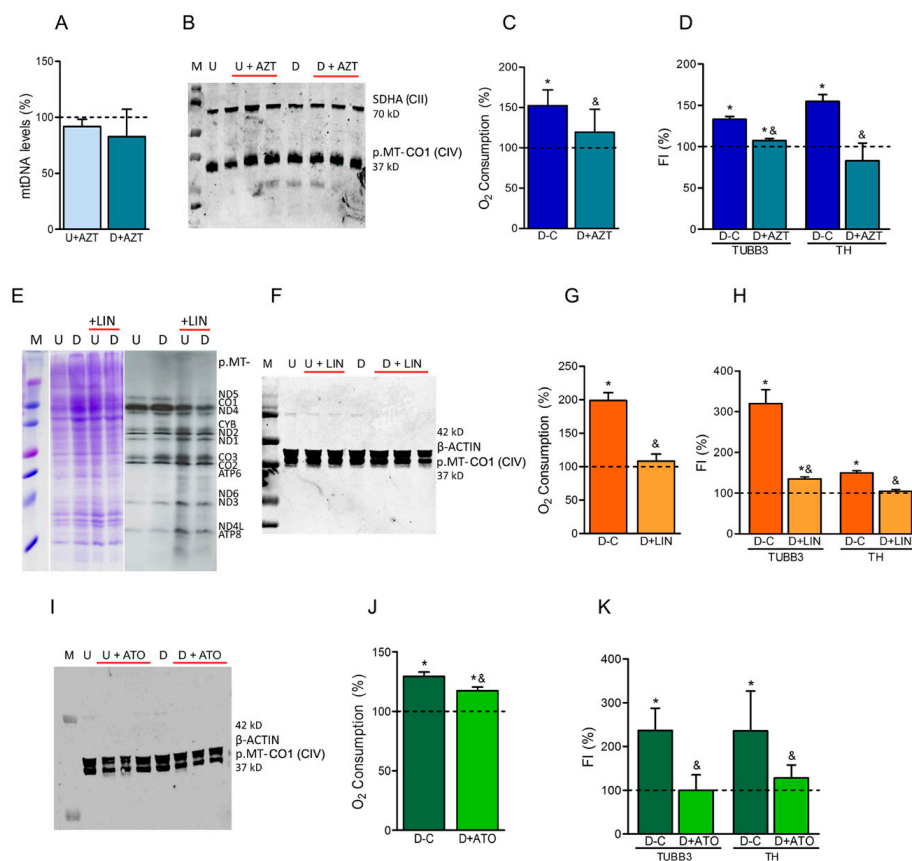 A
mtDNA levels (%)
150
100
50
0
U+AZT
D+AZT
B
M U U + AZT D D + AZT
SDHA (CII)
70 kD
p.MT-CO1 (CIV)
37 kD
C
O2 Consumption (%)
200
150
100
50
0
D-C
D+AZT
*
&
D
FI (%)
200
150
100
50
0
* * & * &
D-C D+AZT D-C D+AZT
TUBB3 TH
E
+LIN +LIN
M U D U D U D U D
p.MT-
ND5
CO1
ND4
CYB
ND2
ND1
CO3
CO2
ATP6
ND6
ND3
ND4L
ATP8
F
M U U + LIN D D + LIN
42 kD
β-ACTIN
p.MT-CO1 (CIV)
37 kD
G
O2 Consumption (%)
200
150
100
50
0
* &
D-C D+LIN
H
FI (%)
300
200
100
0
* *& * &
D-C D+LIN D-C D+LIN
TUBB3 TH
I
M U U + ATO D D + ATO
42 kD
β-ACTIN
p.MT-CO1 (CIV)
37 kD
J
O2 Consumption (%)
150
100
50
0
* *&
D-C D+ATO
K
FI (%)
400
300
200
100
0
* & * &
D-C D+ATO D-C D+ATO
TUBB3 TH